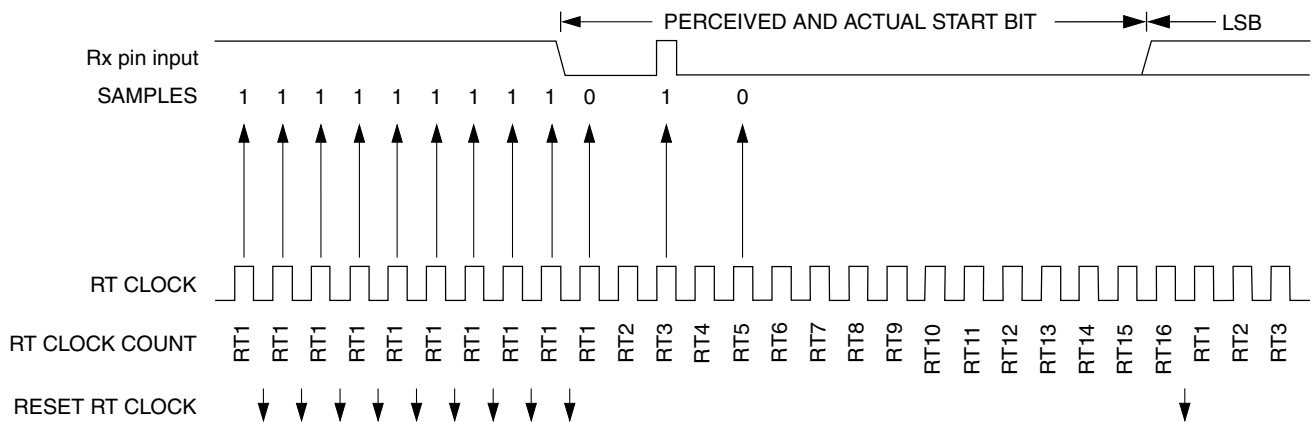 PERCEIVED AND ACTUAL START BIT LSB
Rx pin input
SAMPLES 1 1 1 1 1 1 1 1 1 0 1 0
RT CLOCK
RT CLOCK COUNT RT1 RT1 RT1 RT1 RT1 RT1 RT1 RT1 RT1 RT1 RT2 RT3 RT4 RT5 RT6 RT7 RT8 RT9 RT10 RT11 RT12 RT13 RT14 RT15 RT16 RT1 RT2 RT3
RESET RT CLOCK